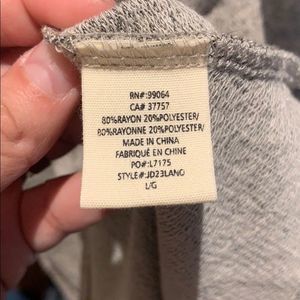 RN#:99064
CA# 37757
80%RAYON 20%POLYESTER/
80%RAYONNE 20%POLYESTER/
MADE IN CHINA
FABRIQUÉ EN CHINE
PO#:L7175
STYLE#:JD23LANO
L/G